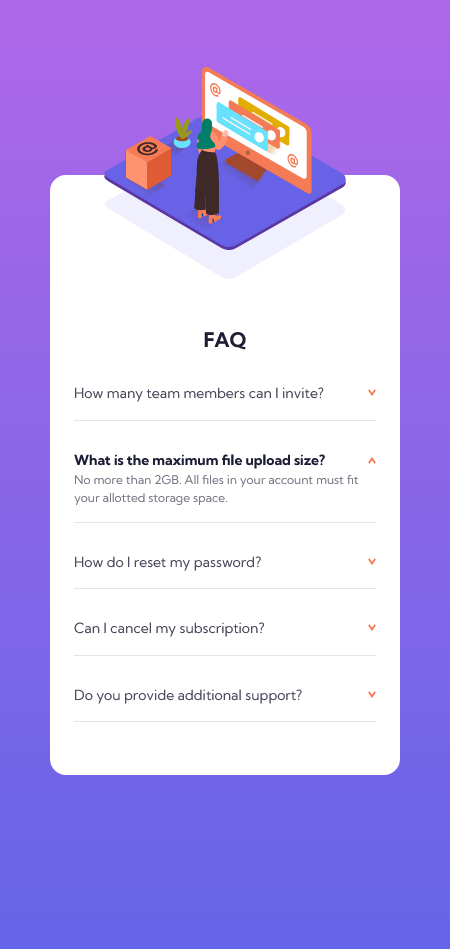 @
@
@
FAQ
How many team members can I invite?
What is the maximum file upload size?
No more than 2GB. All files in your account must fit
your allotted storage space.
How do I reset my password?
Can I cancel my subscription?
Do you provide additional support?